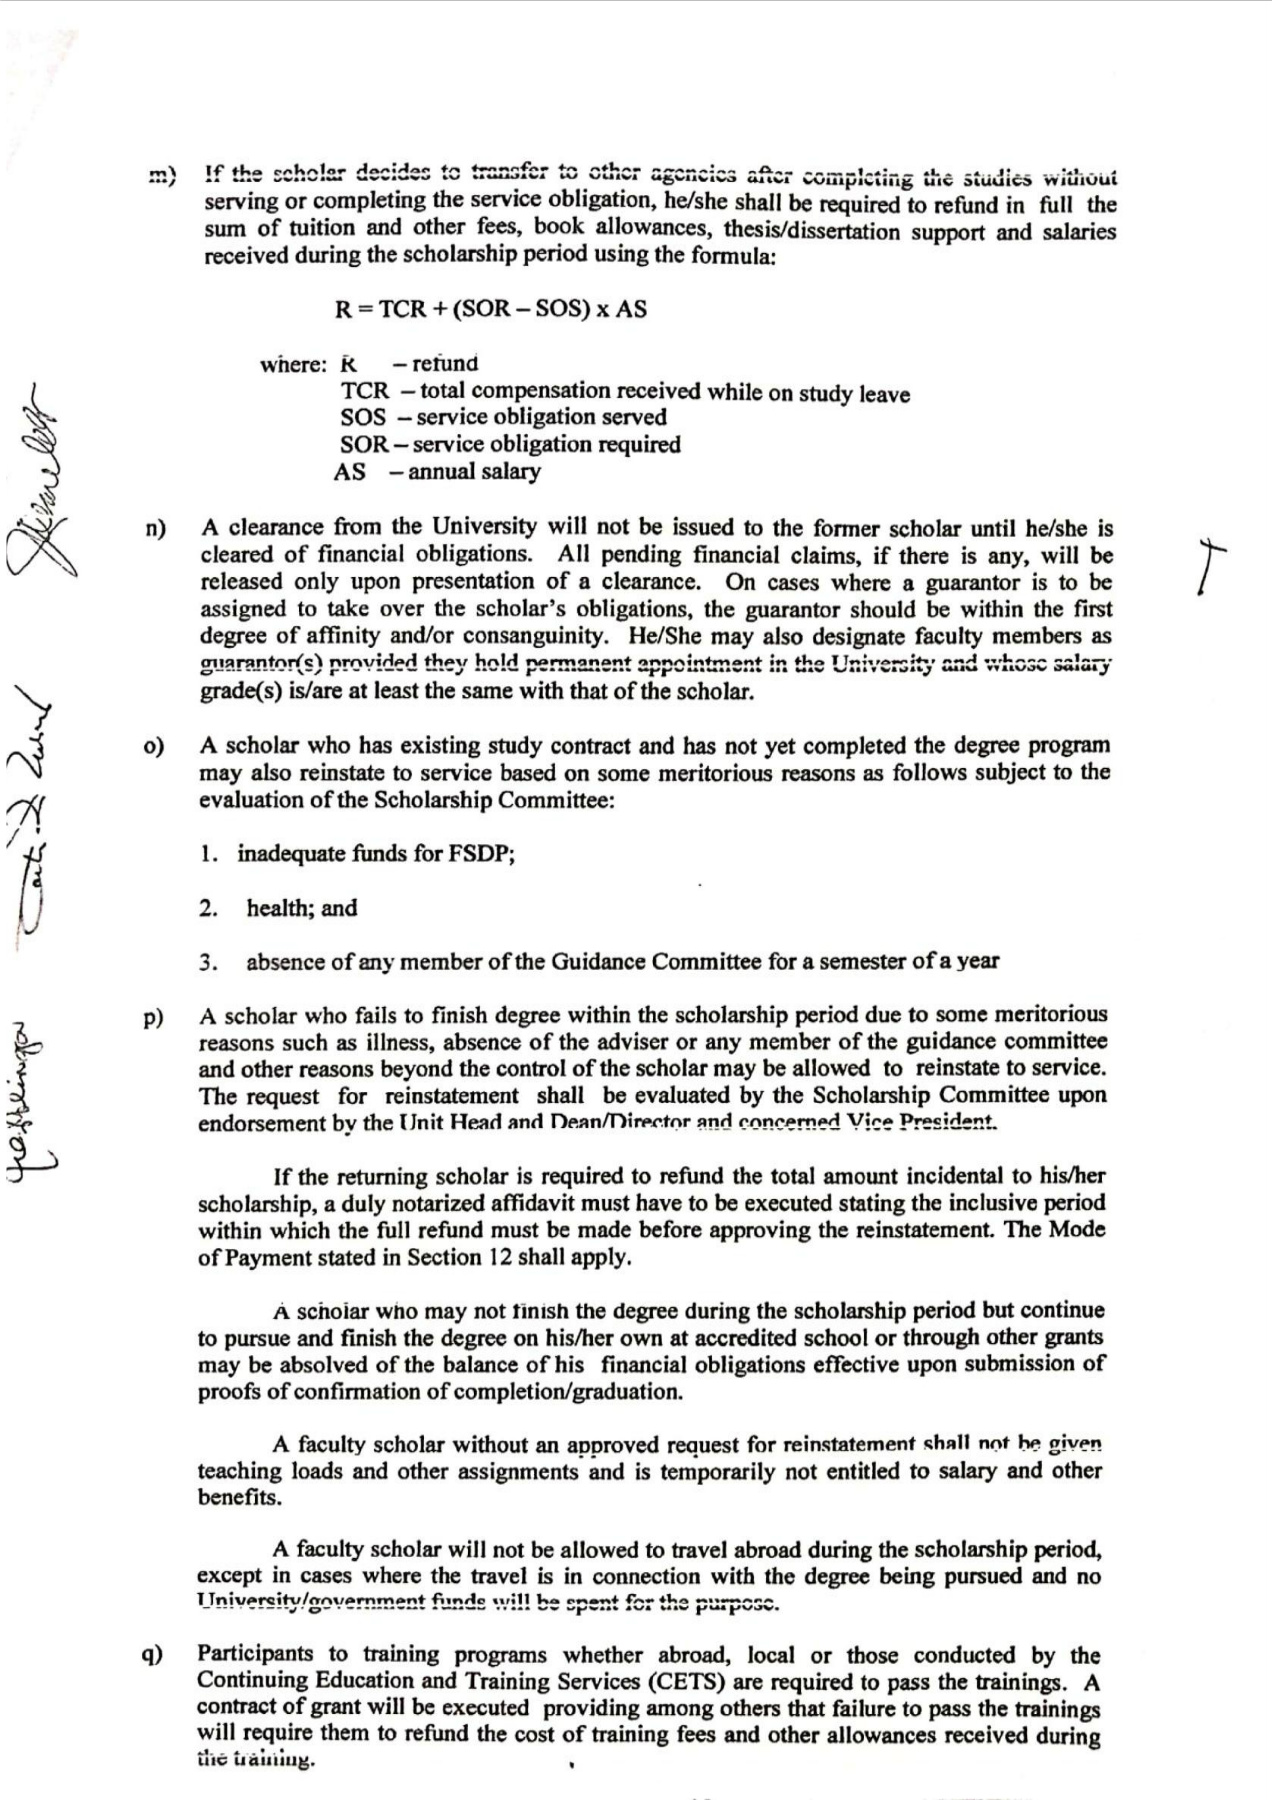 m) If the scholar decides to transfer to other agencies after completing the studies without
serving or completing the service obligation, he/she shall be required to refund in full the
sum of tuition and other fees, book allowances, thesis/dissertation support and salaries
received during the scholarship period using the formula:
R = TCR + (SOR – SOS) x AS
where: R – refund
TCR – total compensation received while on study leave
SOS – service obligation served
SOR – service obligation required
AS – annual salary
n) A clearance from the University will not be issued to the former scholar until he/she is
cleared of financial obligations. All pending financial claims, if there is any, will be
released only upon presentation of a clearance. On cases where a guarantor is to be
assigned to take over the scholar's obligations, the guarantor should be within the first
degree of affinity and/or consanguinity. He/She may also designate faculty members as
guarantor(s) provided they hold permanent appointment in the University and whose salary
grade(s) is/are at least the same with that of the scholar.
o) A scholar who has existing study contract and has not yet completed the degree program
may also reinstate to service based on some meritorious reasons as follows subject to the
evaluation of the Scholarship Committee:
1. inadequate funds for FSDP;
2. health; and
3. absence of any member of the Guidance Committee for a semester of a year
p) A scholar who fails to finish degree within the scholarship period due to some meritorious
reasons such as illness, absence of the adviser or any member of the guidance committee
and other reasons beyond the control of the scholar may be allowed to reinstate to service.
The request for reinstatement shall be evaluated by the Scholarship Committee upon
endorsement by the Unit Head and Dean/Director and concerned Vice President.
If the returning scholar is required to refund the total amount incidental to his/her
scholarship, a duly notarized affidavit must have to be executed stating the inclusive period
within which the full refund must be made before approving the reinstatement. The Mode
of Payment stated in Section 12 shall apply.
A scholar who may not finish the degree during the scholarship period but continue
to pursue and finish the degree on his/her own at accredited school or through other grants
may be absolved of the balance of his financial obligations effective upon submission of
proofs of confirmation of completion/graduation.
A faculty scholar without an approved request for reinstatement shall not be given
teaching loads and other assignments and is temporarily not entitled to salary and other
benefits.
A faculty scholar will not be allowed to travel abroad during the scholarship period,
except in cases where the travel is in connection with the degree being pursued and no
University/government funds will be spent for the purpose.
q) Participants to training programs whether abroad, local or those conducted by the
Continuing Education and Training Services (CETS) are required to pass the trainings. A
contract of grant will be executed providing among others that failure to pass the trainings
will require them to refund the cost of training fees and other allowances received during
the training.